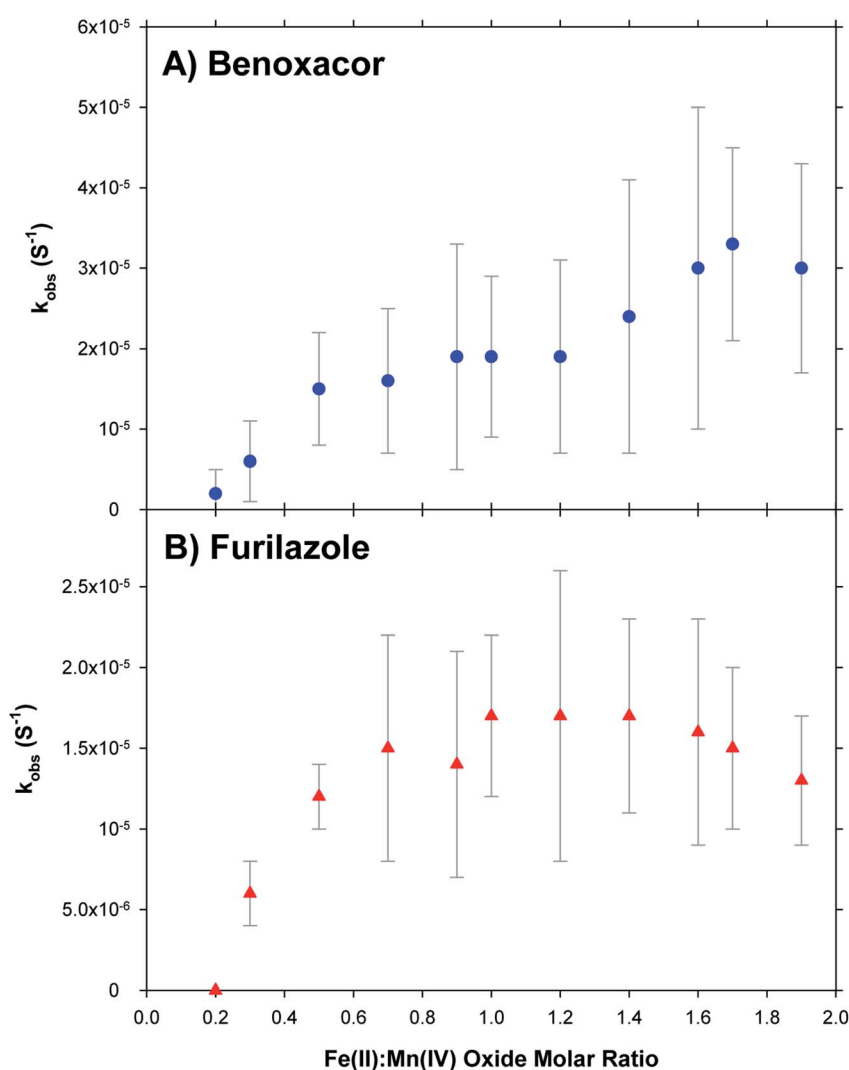 6x10⁻⁵
A) Benoxacor
5x10⁻⁵
4x10⁻⁵
3x10⁻⁵
2x10⁻⁵
10⁻⁵
0
k_obs (S⁻¹)
B) Furilazole
2.5x10⁻⁵
2.0x10⁻⁵
1.5x10⁻⁵
10⁻⁵
5.0x10⁻⁶
0
k_obs (S⁻¹)
0.0 0.2 0.4 0.6 0.8 1.0 1.2 1.4 1.6 1.8 2.0
Fe(II):Mn(IV) Oxide Molar Ratio